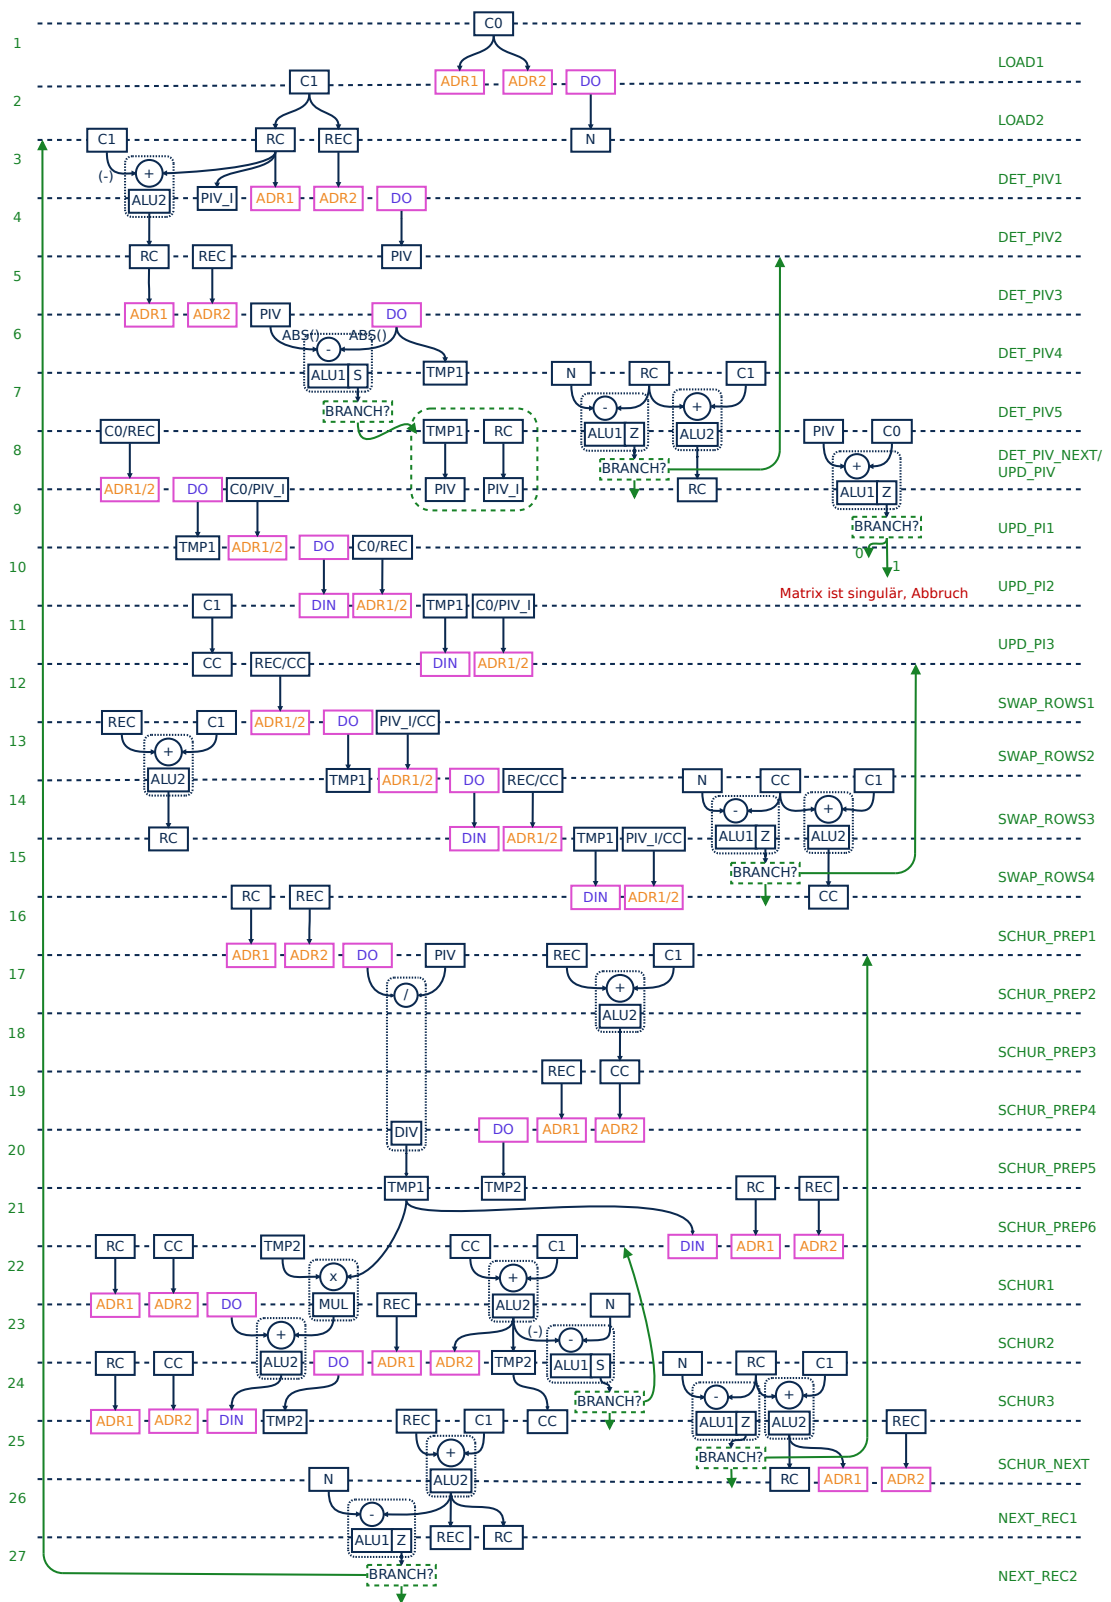 C0
1
LOAD1
C1 ADR1 ADR2 DO
2
LOAD2
C1 RC REC N
3
(-) +
DET_PIV1
ALU2 PIV_I ADR1 ADR2 DO
4
DET_PIV2
RC REC PIV
5
DET_PIV3
ADR1 ADR2 PIV DO
6
ABS() ABS()
-
DET_PIV4
ALU1 S TMP1 N RC C1
7
BRANCH? - +
DET_PIV5
C0/REC TMP1 RC ALU1 Z ALU2 PIV C0
8
DET_PIV_NEXT/
UPD_PIV
BRANCH? +
ADR1/2 DO C0/PIV_I PIV PIV_I RC ALU1 Z
9
BRANCH?
UPD_PI1
TMP1 ADR1/2 DO C0/REC 0
10
1
UPD_PI2
Matrix ist singulär, Abbruch
C1 DIN ADR1/2 TMP1 C0/PIV_I
11
UPD_PI3
CC REC/CC DIN ADR1/2
12
SWAP_ROWS1
REC C1 ADR1/2 DO PIV_I/CC
13
+
SWAP_ROWS2
ALU2 TMP1 ADR1/2 DO REC/CC N CC C1
14
- +
SWAP_ROWS3
RC DIN ADR1/2 TMP1 PIV_I/CC ALU1 Z ALU2
15
BRANCH?
SWAP_ROWS4
RC REC DIN ADR1/2 CC
16
SCHUR_PREP1
ADR1 ADR2 DO PIV REC C1
17
/ +
SCHUR_PREP2
ALU2
18
SCHUR_PREP3
REC CC
19
SCHUR_PREP4
DIV DO ADR1 ADR2
20
SCHUR_PREP5
TMP1 TMP2 RC REC
21
SCHUR_PREP6
RC CC TMP2 CC C1 DIN ADR1 ADR2
22
x +
SCHUR1
ADR1 ADR2 DO MUL REC ALU2 N
23
+ (-) -
SCHUR2
RC CC ALU2 DO ADR1 ADR2 TMP2 ALU1 S N RC C1
24
BRANCH? - +
SCHUR3
ADR1 ADR2 DIN TMP2 REC C1 CC ALU1 Z ALU2 REC
25
+ BRANCH?
SCHUR_NEXT
N ALU2 RC ADR1 ADR2
26
-
NEXT_REC1
ALU1 Z REC RC
27
BRANCH?
NEXT_REC2